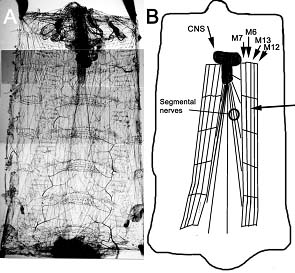 A
B
CNS
M7
M6
M13
M12
Segmental
nerves